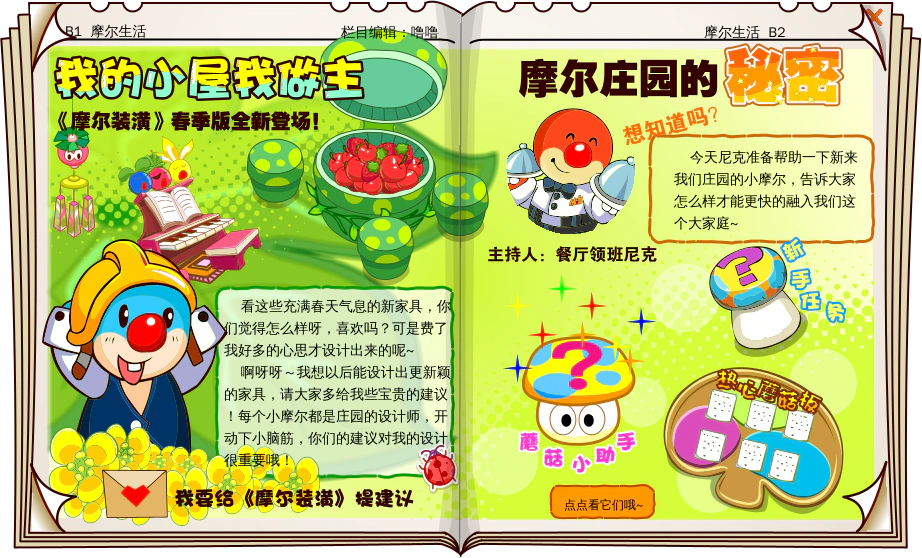 B1 摩尔生活
栏目编辑：噜噜
我的小屋我做主
《摩尔装潢》春季版全新登场！
看这些充满春天气息的新家具，你
们觉得怎么样呀，喜欢吗？可是费了
我好多的心思才设计出来的呢~
啊呀呀～我想以后能设计出更新颖
的家具，请大家多给我些宝贵的建议
！每个小摩尔都是庄园的设计师，开
动下小脑筋，你们的建议对我的设计
很重要哦！
我要给《摩尔装潢》提建议
摩尔生活 B2
摩尔庄园的秘密
想知道吗？
今天尼克准备帮助一下新来
我们庄园的小摩尔，告诉大家
怎么样才能更快的融入我们这
个大家庭~
主持人：餐厅领班尼克
新手任务
?
?
蘑菇小助手
热心蘑菇板
点点看它们哦~